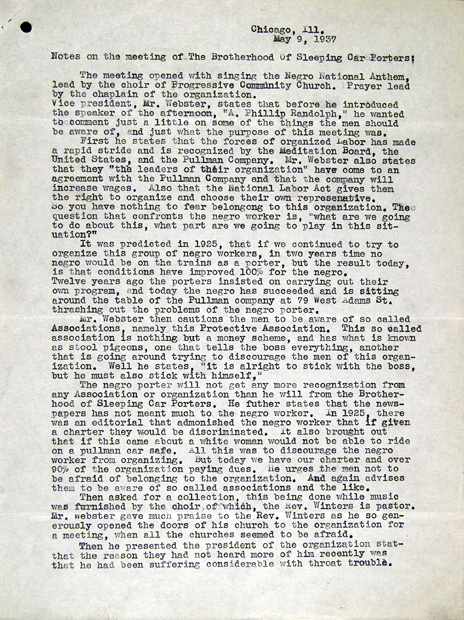 Chicago, Ill.
May 9, 1937
Notes on the meeting of The Brotherhood Of Sleeping Car Porters;
The meeting opened with singing the Negro National Anthem,
lead by the choir of Progressive Community Church. Prayer lead
by the chaplain of the organization.
Vice president, Mr. Webster, states that before he introduced
the speaker of the afternoon, "A. Phillip Randolph," he wanted
to comment just a little on some of the things the men should
be aware of, and just what the purpose of this meeting was.
First he states that the forces of organized Labor has made
a rapid stride and is recognized by the Meditation Board, the
United States, and the Pullman Company. Mr. Webster also states
that they "the leaders of their organization" have come to an
agreement with the Pullman Company and that the company will
increase wages. Also that the National Labor Act gives them
the right to organize and choose their own represenative.
So you have nothing to fear belonging to this organization. The
question that confronts the negro worker is, "what are we going
to do about this, what part are we going to play in this sit-
uation?"
It was predicted in 1925, that if we continued to try to
organize this group of negro workers, in two years time no
negro would be on the trains as a porter, but the result today,
is that conditions have improved 100% for the negro.
Twelve years ago the porters insisted on carrying out their
own program, and today the negro has succeeded and is sitting
around the table of the Pullman company at 79 West Adams St.
thrashing out the problems of the negro porter.
Mr. Webster then cautions the men to be aware of so called
Associations, namely this Protective Association. This so called
association is nothing but a money scheme, and has what is known
as stool pigeons, one that tells the boss everything, another
that is going around trying to discourage the men of this organ-
ization. Well he states, "it is alright to stick with the boss,
but he must also stick with himself,"
The negro porter will not get any more recognization from
any Association or organization than he will from the Brother-
hood of Sleeping Car Porters. He futher states that the news-
papers has not meant much to the negro worker. In 1925, there
was an editorial that admonished the negro worker that if given
a charter they would be discriminated. It also brought out
that if this came about a white woman would not be able to ride
on a pullman car safe. All this was to discourage the negro
worker from organizing. But today we have our charter and over
90% of the organization paying dues. He urges the men not to
be afraid of belonging to the organization. And again advises
them to be aware of so called associations and the like.
Then asked for a collection, this being done while music
was furnished by the choir of which, the Rev. Winters is pastor.
Mr. Webster gave much praise to the Rev. Winters as he so gen-
erously opened the doors of his church to the organization for
a meeting, when all the churches seemed to be afraid.
Then he presented the president of the organization stat-
that the reason they had not heard more of him recently was
that he had been suffering considerable with throat trouble.